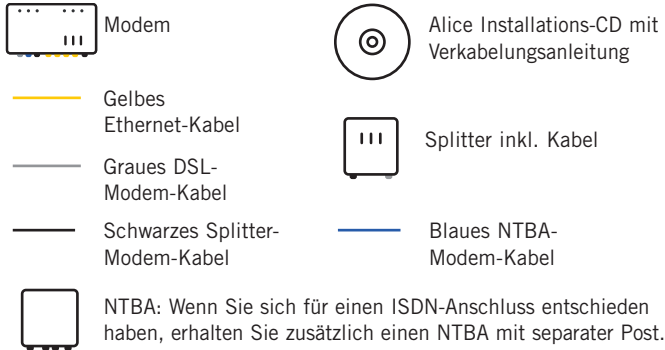 Modem
Alice Installations-CD mit
Verkabelungsanleitung
Gelbes
Ethernet-Kabel
Splitter inkl. Kabel
Graues DSL-
Modem-Kabel
Schwarzes Splitter-
Modem-Kabel
Blaues NTBA-
Modem-Kabel
NTBA: Wenn Sie sich für einen ISDN-Anschluss entschieden
haben, erhalten Sie zusätzlich einen NTBA mit separater Post.